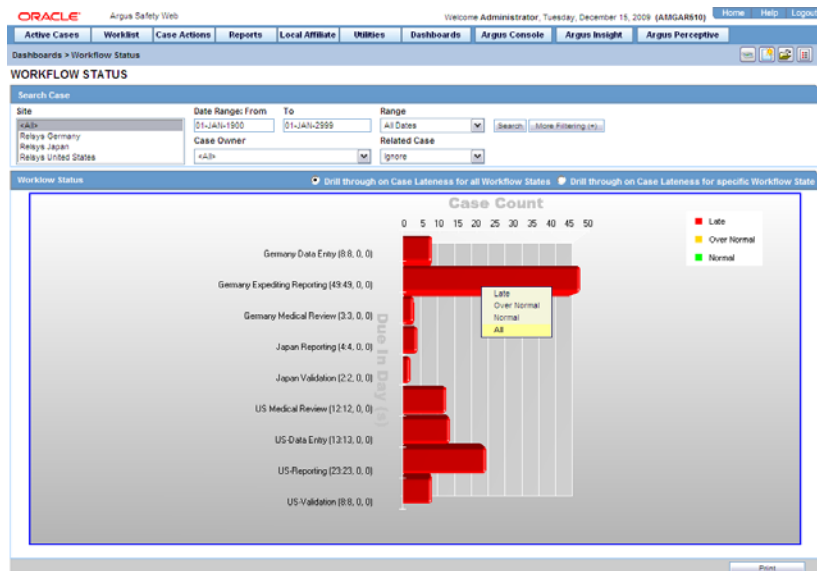 ORACLE Argus Safety Web Welcome Administrator, Tuesday, December 15, 2009 (AMGAR510) Home Help Logout
Active Cases Worklist Case Actions Reports Local Affiliate Utilities Dashboards Argus Console Argus Insight Argus Perceptive
Dashboards > Workflow Status
WORKFLOW STATUS
Search Case
Site Date Range: From To Range
<All> 01-JAN-1900 01-JAN-2999 All Dates Search More Filtering (+)
Relsys Germany
Relsys Japan
Relsys United States
Case Owner Related Case
<All> Ignore
Worklow Status Drill through on Case Lateness for all Workflow States Drill through on Case Lateness for specific Workflow State
Case Count
0 5 10 15 20 25 30 35 40 45 50
Late
Over Normal
Normal
Due In Day (s)
Germany Data Entry (8:8, 0, 0)
Germany Expediting Reporting (49:49, 0, 0)
Germany Medical Review (3:3, 0, 0)
Japan Reporting (4:4, 0, 0)
Japan Validation (2:2, 0, 0)
US Medical Review (12:12, 0, 0)
US-Data Entry (13:13, 0, 0)
US-Reporting (23:23, 0, 0)
US-Validation (8:8, 0, 0)
Late
Over Normal
Normal
All
Print